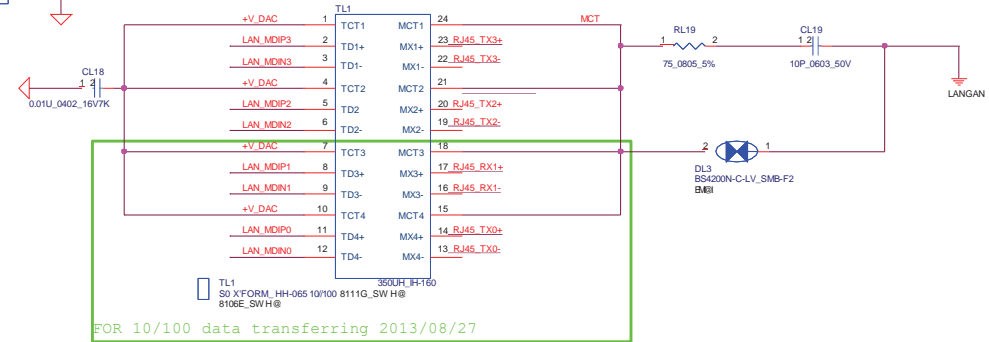 TL1
+V_DAC 1 TCT1 MCT1 24 MCT
LAN_MDIP3 2 TD1+ MX1+ 23 RJ45_TX3+
LAN_MDIN3 3 TD1- MX1- 22 RJ45_TX3-
+V_DAC 4 TCT2 MCT2 21
LAN_MDIP2 5 TD2 MX2+ 20 RJ45_TX2+
LAN_MDIN2 6 TD2- MX2- 19 RJ45_TX2-
+V_DAC 7 TCT3 MCT3 18
LAN_MDIP1 8 TD3+ MX3+ 17 RJ45_RX1+
LAN_MDIN1 9 TD3- MX3- 16 RJ45_RX1-
+V_DAC 10 TCT4 MCT4 15
LAN_MDIP0 11 TD4+ MX4+ 14 RJ45_TX0+
LAN_MDIN0 12 TD4- MX4- 13 RJ45_TX0-
CL18
1 2
0.01U_0402_16V7K
RL19
1 2
75_0805_5%
CL19
1 2
10P_0603_50V
LANGAN
2 1
DL3
BS4200N-C-LV_SMB-F2
EM@I
TL1 350UH_IH-160
S0 X'FORM_ HH-065 10/100 8111G_SW H@
8106E_SW H@
FOR 10/100 data transferring 2013/08/27